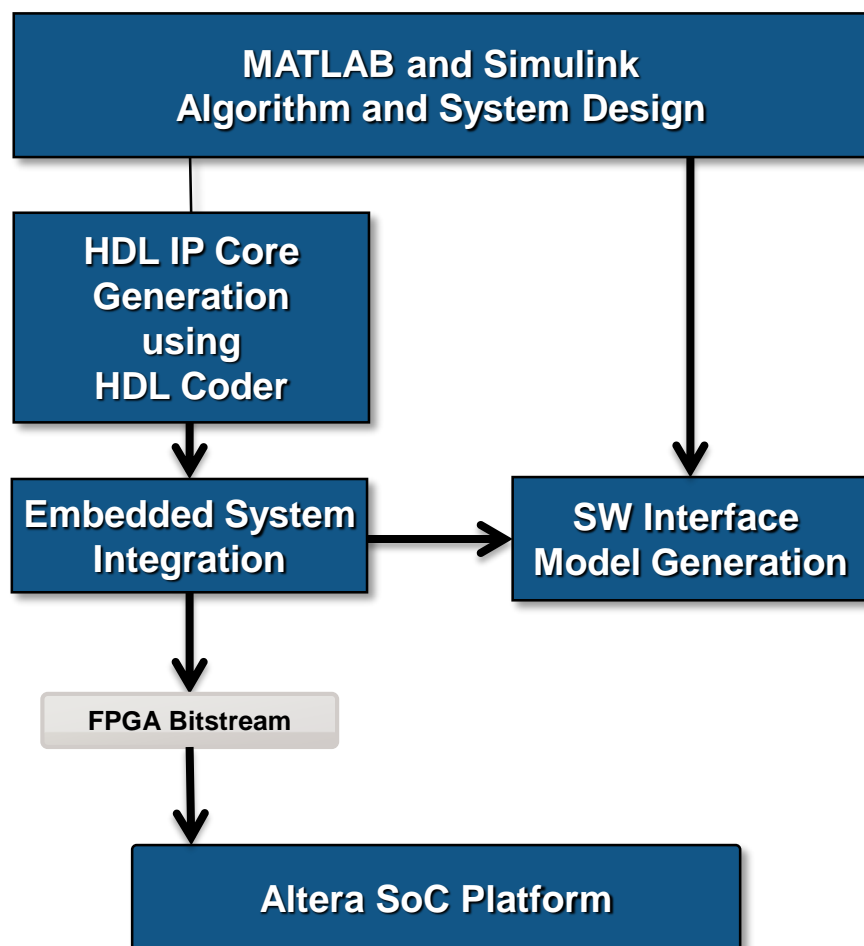 MATLAB and Simulink
Algorithm and System Design
HDL IP Core
Generation
using
HDL Coder
Embedded System
Integration
SW Interface
Model Generation
FPGA Bitstream
Altera SoC Platform